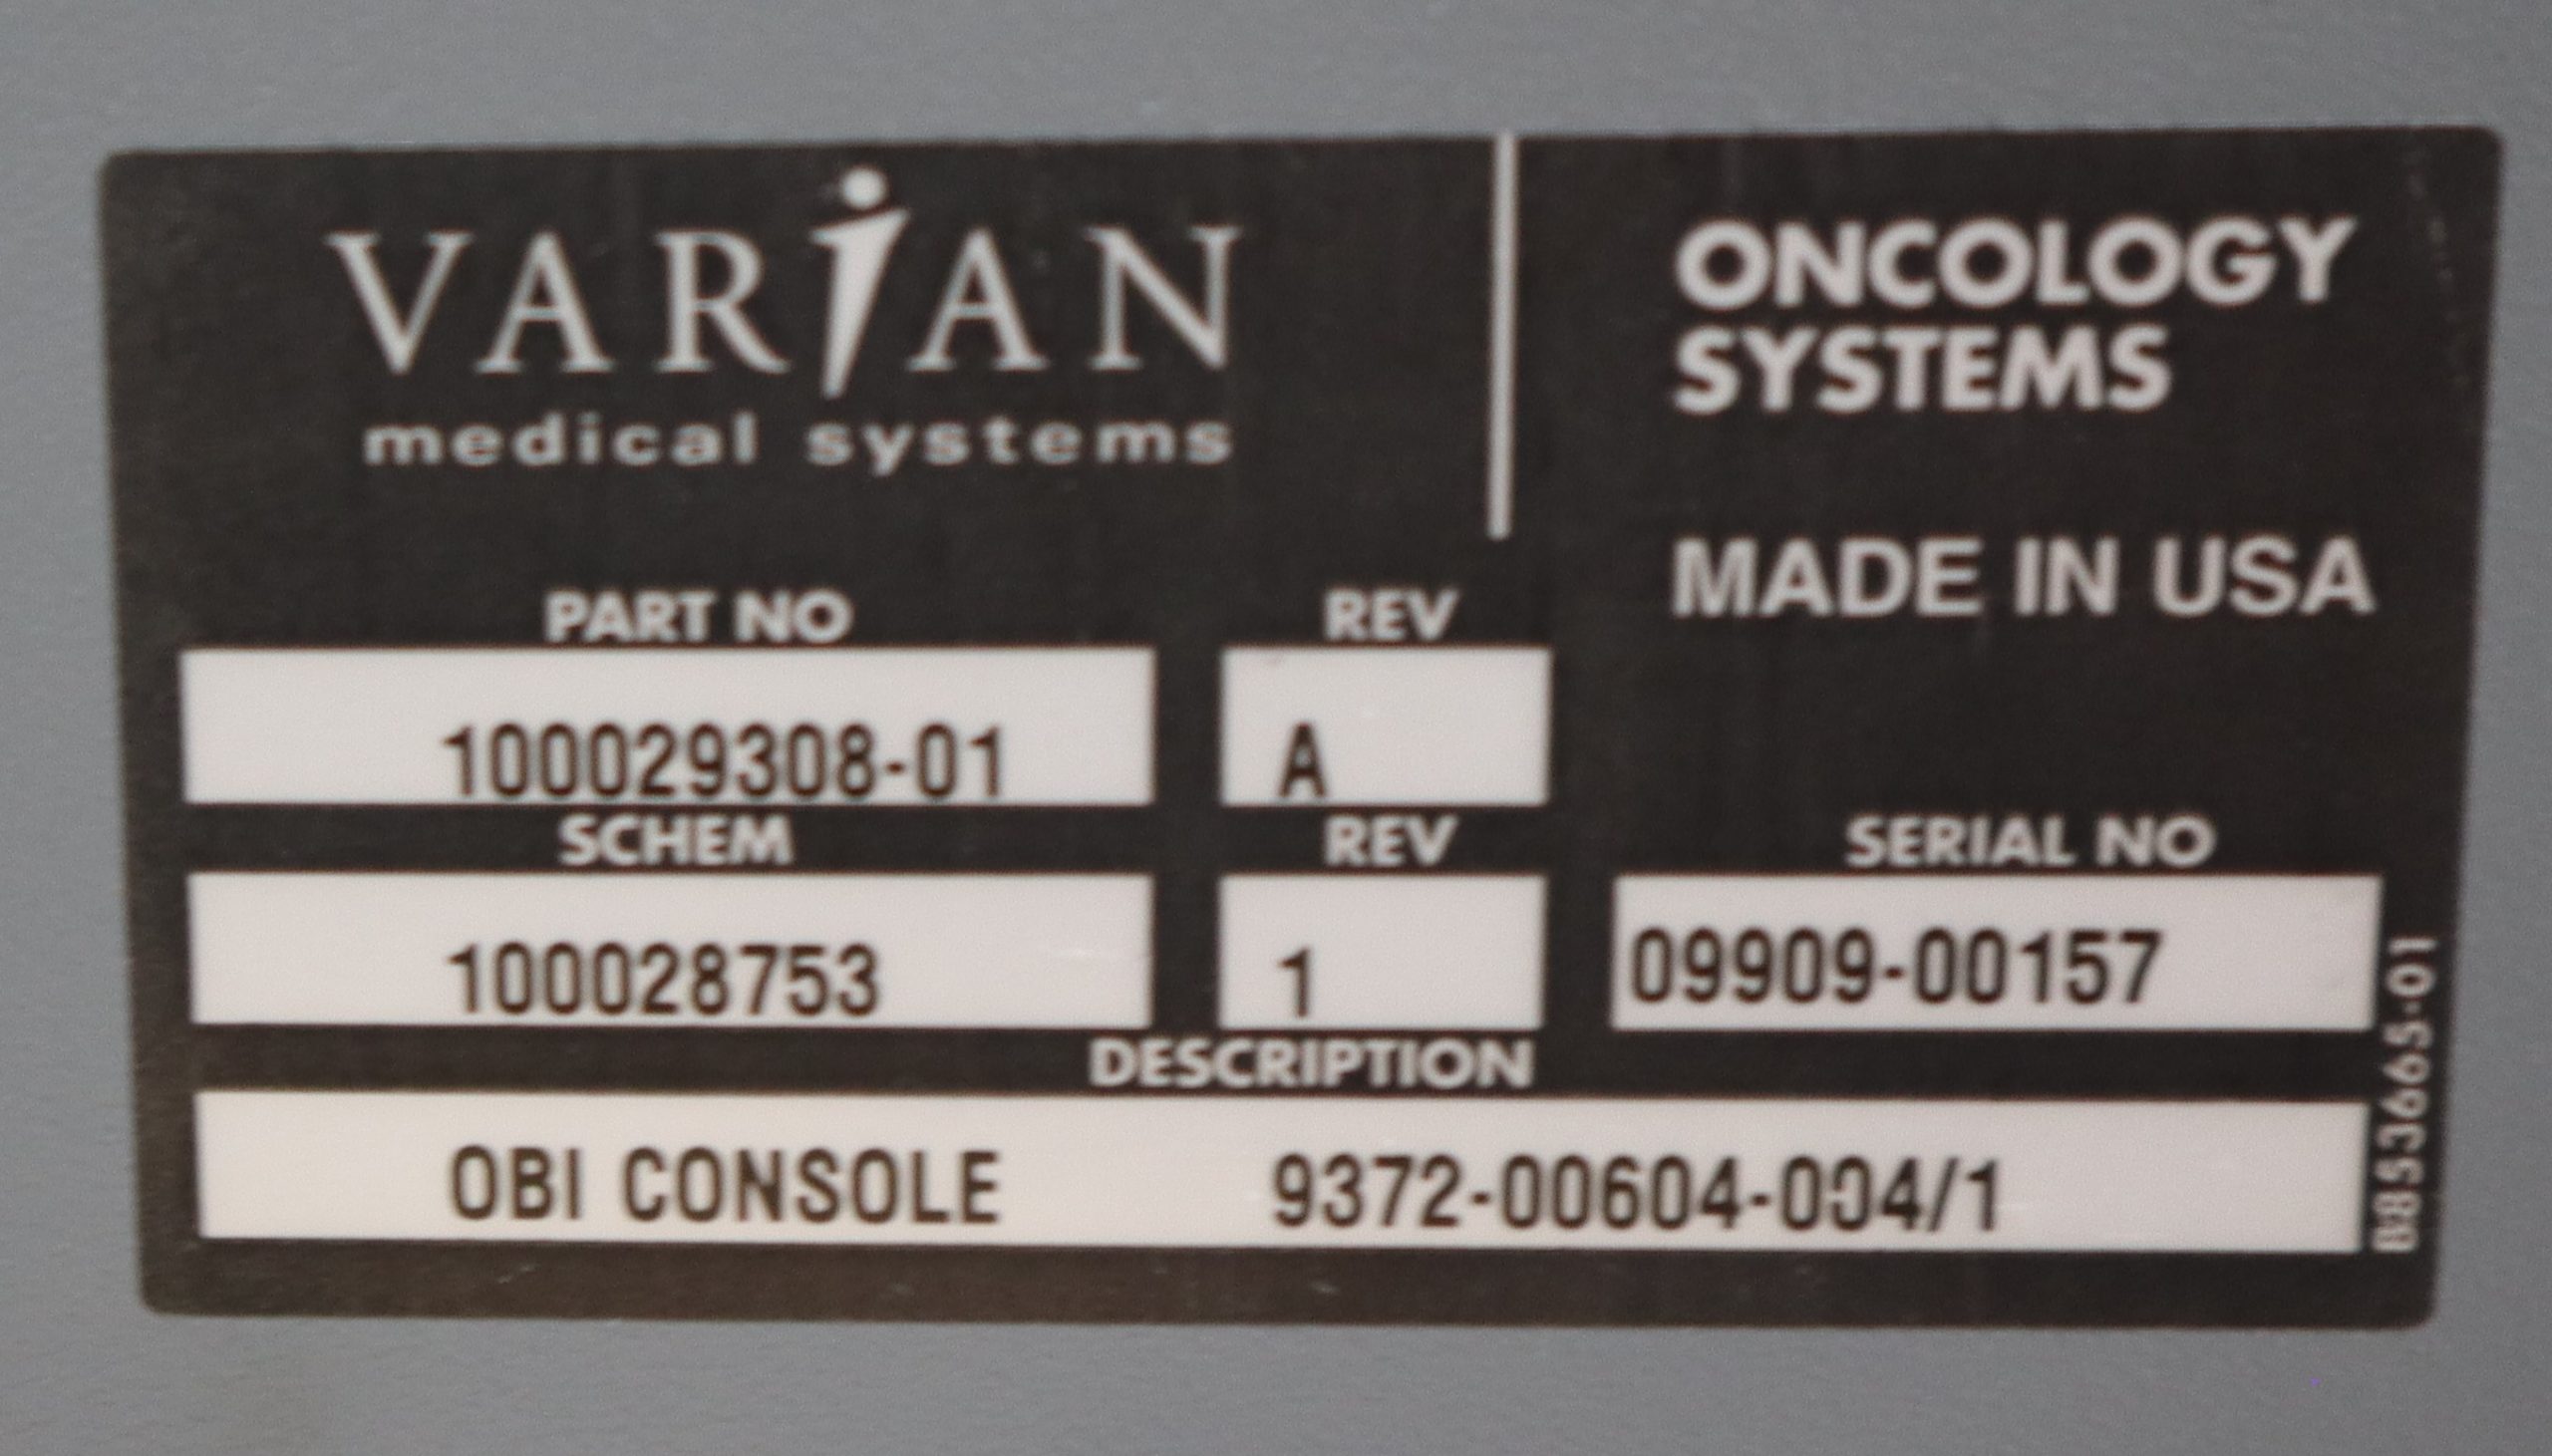 VARIAN
medical systems
ONCOLOGY
SYSTEMS
MADE IN USA
PART NO
100029308-01
REV
A
SCHEM
100028753
REV
1
SERIAL NO
09909-00157
DESCRIPTION
OBI CONSOLE 9372-00604-004/1
B853665-01